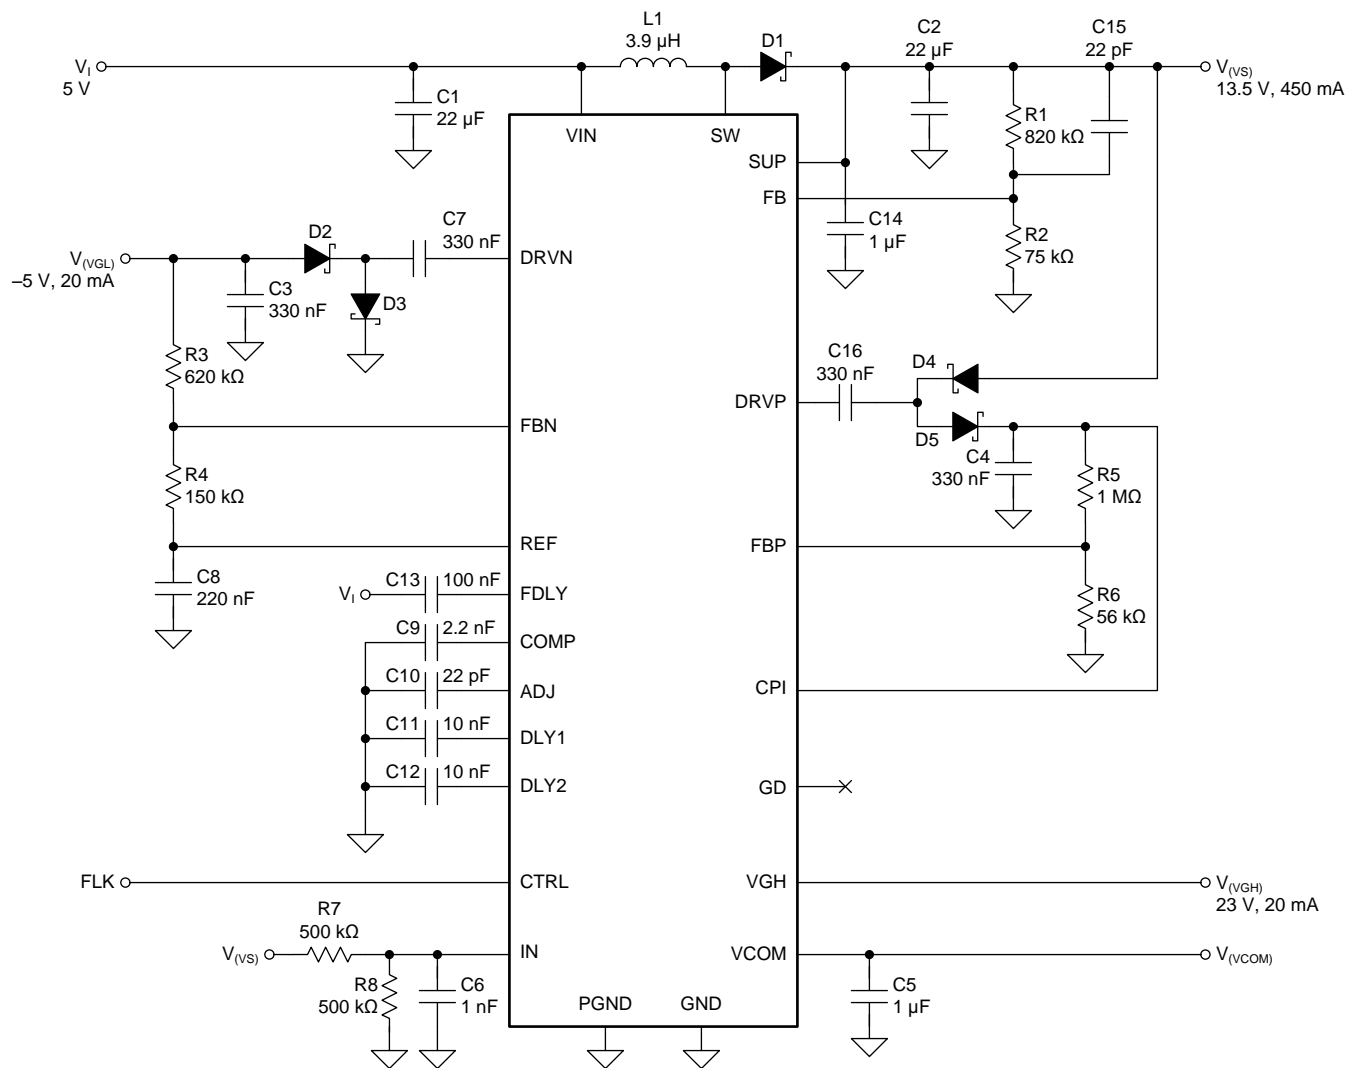 L1
3.9 µH
D1
C2
22 µF
C15
22 pF
V(VS)
13.5 V, 450 mA
VI
5 V
C1
22 µF
VIN
SW
R1
820 kΩ
SUP
FB
C14
1 µF
R2
75 kΩ
C7
330 nF
D2
V(VGL)
–5 V, 20 mA
DRVN
C3
330 nF
D3
R3
620 kΩ
C16
330 nF
D4
DRVP
D5
FBN
C4
330 nF
R5
1 MΩ
R4
150 kΩ
REF
FBP
C8
220 nF
VI
C13
100 nF
FDLY
R6
56 kΩ
C9
2.2 nF
COMP
C10
22 pF
ADJ
CPI
C11
10 nF
DLY1
C12
10 nF
DLY2
GD
FLK
CTRL
VGH
V(VGH)
23 V, 20 mA
R7
500 kΩ
V(VS)
IN
VCOM
V(VCOM)
R8
500 kΩ
C6
1 nF
PGND
GND
C5
1 µF